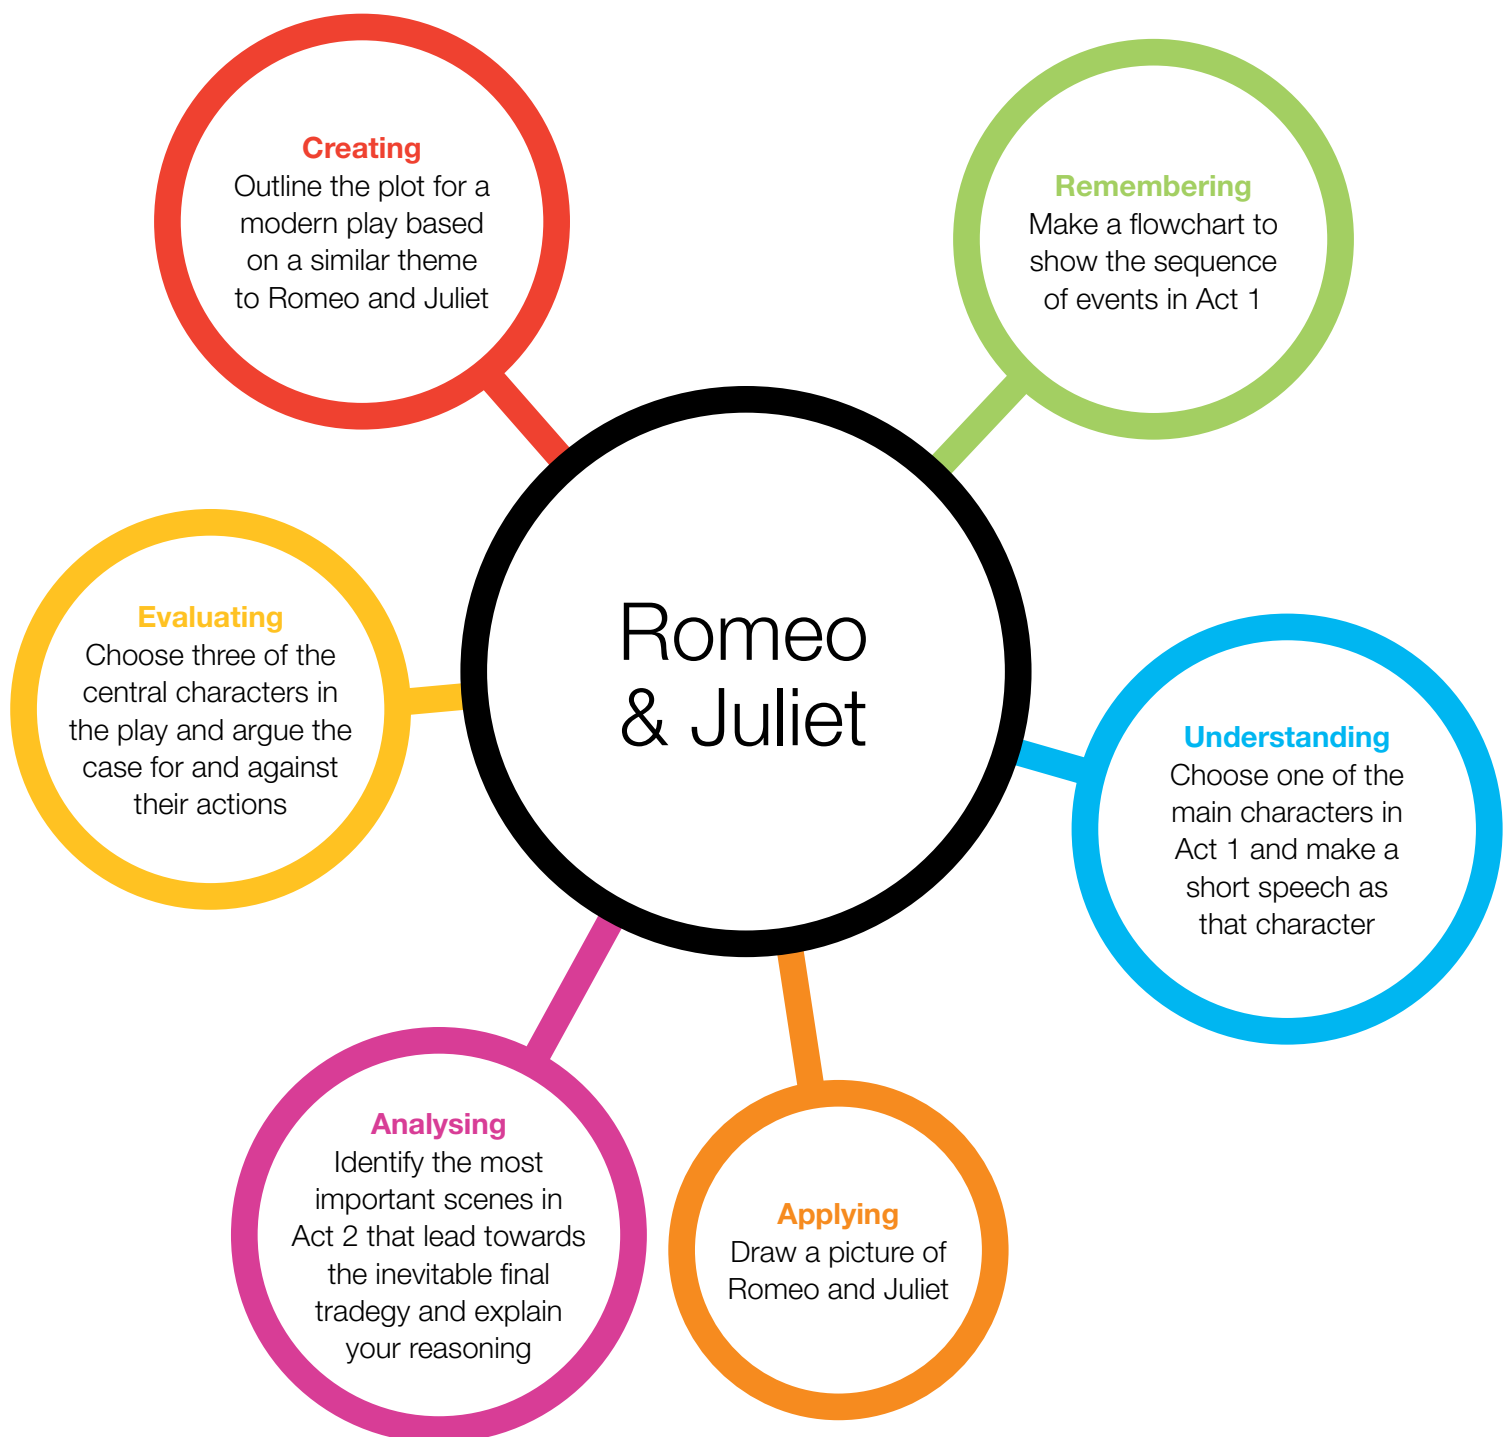 Creating
Outline the plot for a
modern play based
on a similar theme
to Romeo and Juliet
Remembering
Make a flowchart to
show the sequence
of events in Act 1
Romeo
& Juliet
Evaluating
Choose three of the
central characters in
the play and argue the
case for and against
their actions
Understanding
Choose one of the
main characters in
Act 1 and make a
short speech as
that character
Analysing
Identify the most
important scenes in
Act 2 that lead towards
the inevitable final
tradegy and explain
your reasoning
Applying
Draw a picture of
Romeo and Juliet